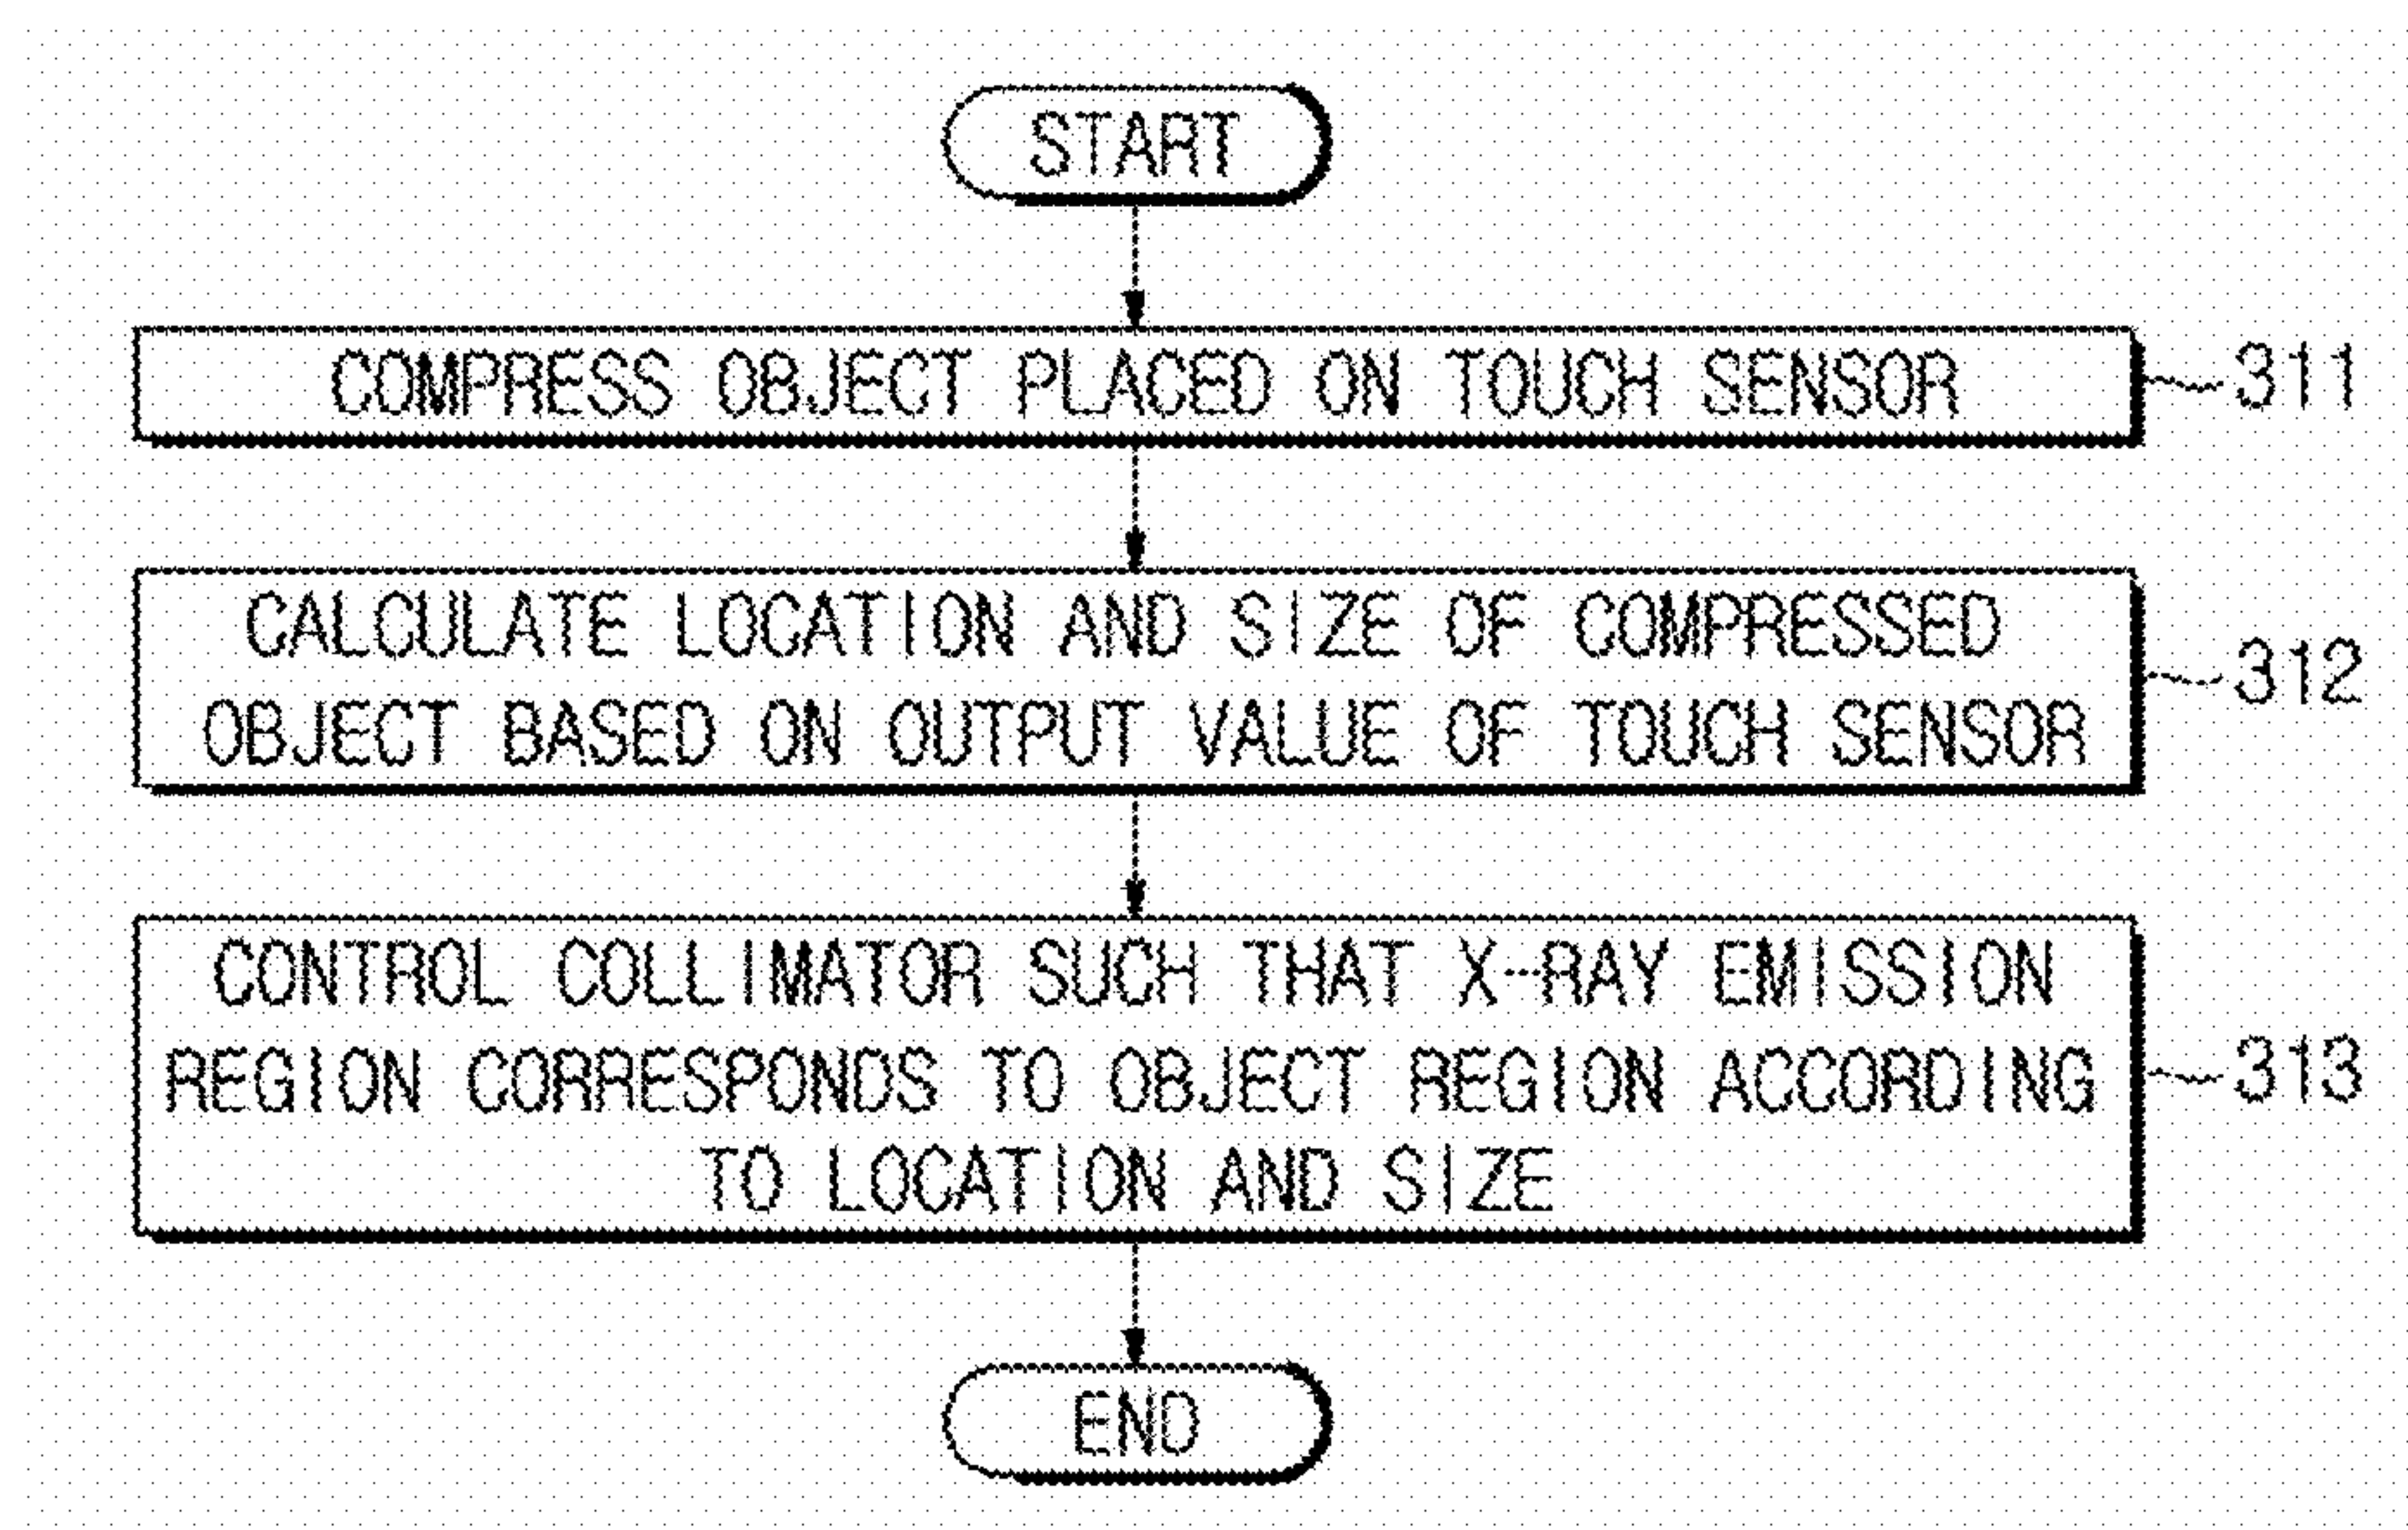 START
COMPRESS OBJECT PLACED ON TOUCH SENSOR
311
CALCULATE LOCATION AND SIZE OF COMPRESSED
OBJECT BASED ON OUTPUT VALUE OF TOUCH SENSOR
312
CONTROL COLLIMATOR SUCH THAT X-RAY EMISSION
REGION CORRESPONDS TO OBJECT REGION ACCORDING
TO LOCATION AND SIZE
313
END